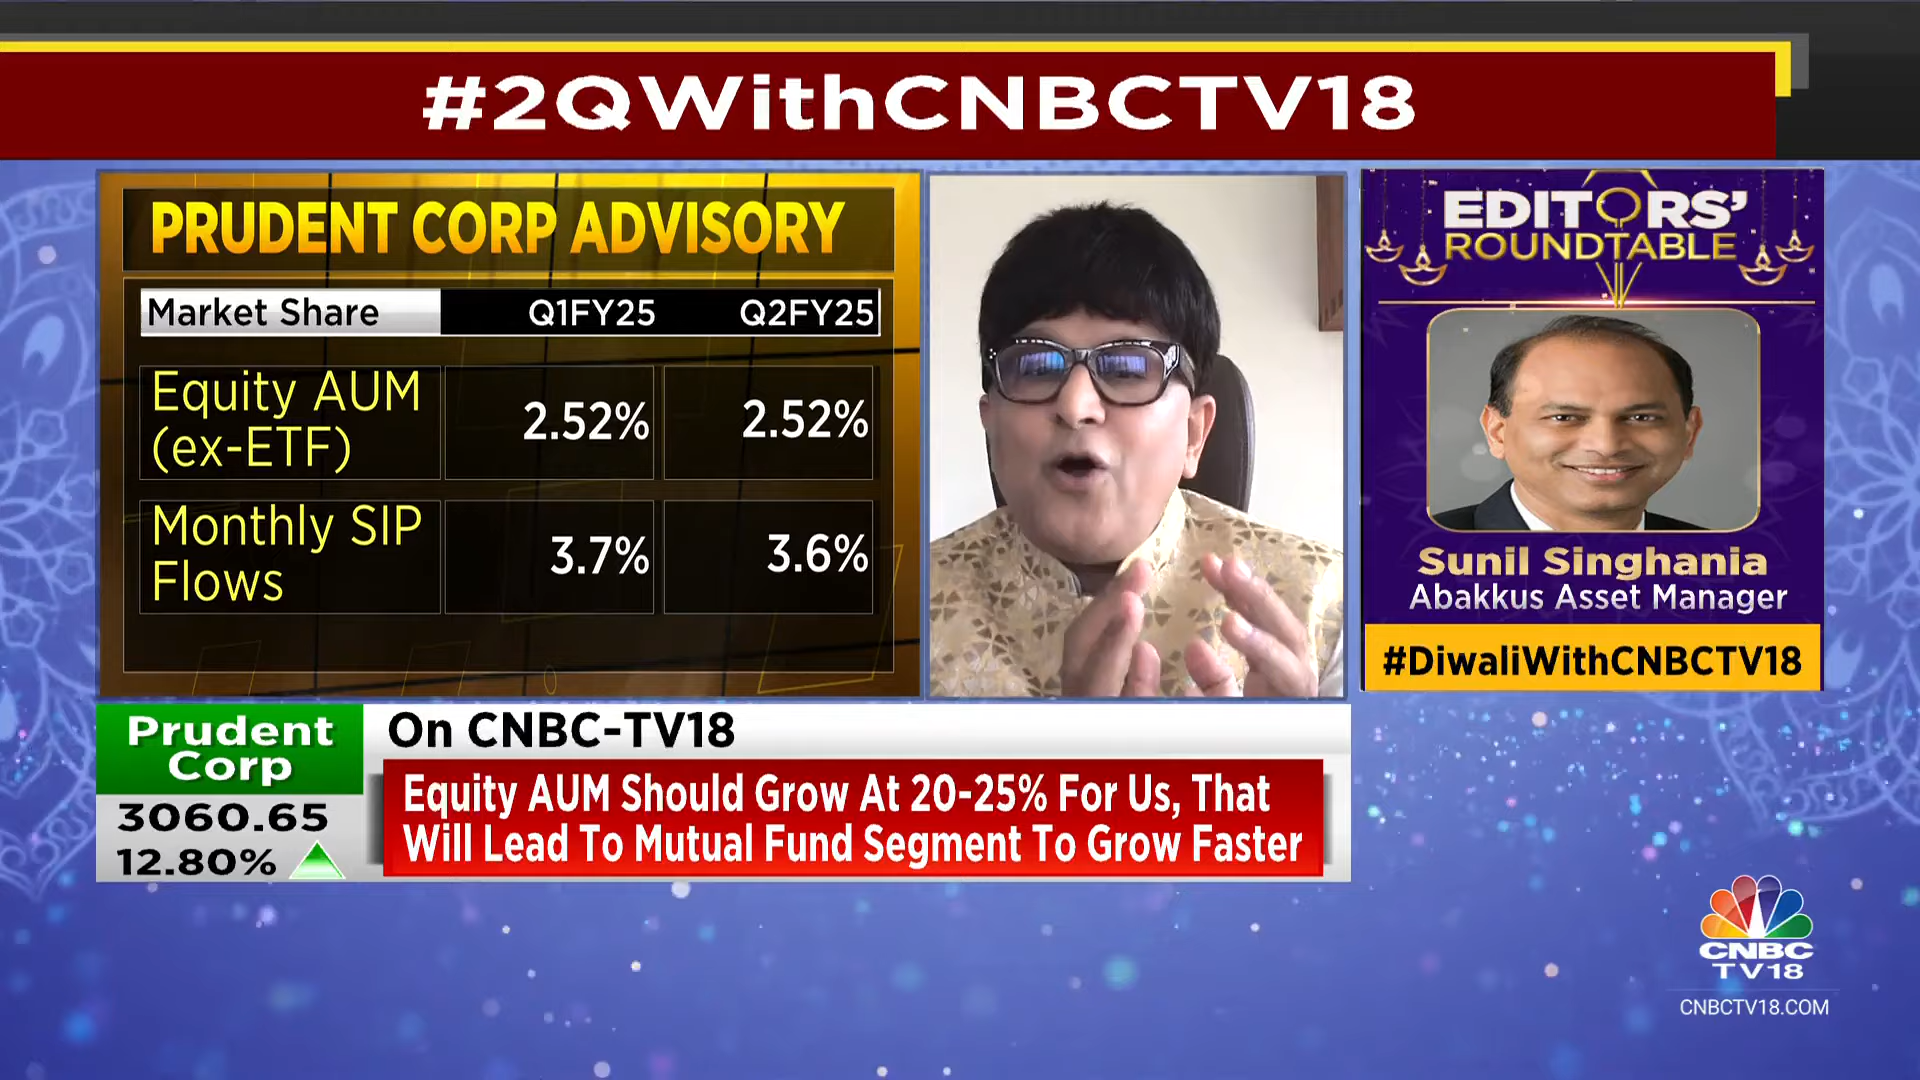 #2QWithCNBCTV18
PRUDENT CORP ADVISORY
Market Share Q1FY25 Q2FY25
Equity AUM
(ex-ETF) 2.52% 2.52%
Monthly SIP
Flows 3.7% 3.6%
EDITORS'
ROUNDTABLE
Sunil Singhania
Abakkus Asset Manager
#DiwaliWithCNBCTV18
Prudent
Corp
3060.65
12.80%
On CNBC-TV18
Equity AUM Should Grow At 20-25% For Us, That
Will Lead To Mutual Fund Segment To Grow Faster
CNBC
TV18
CNBCTV18.COM